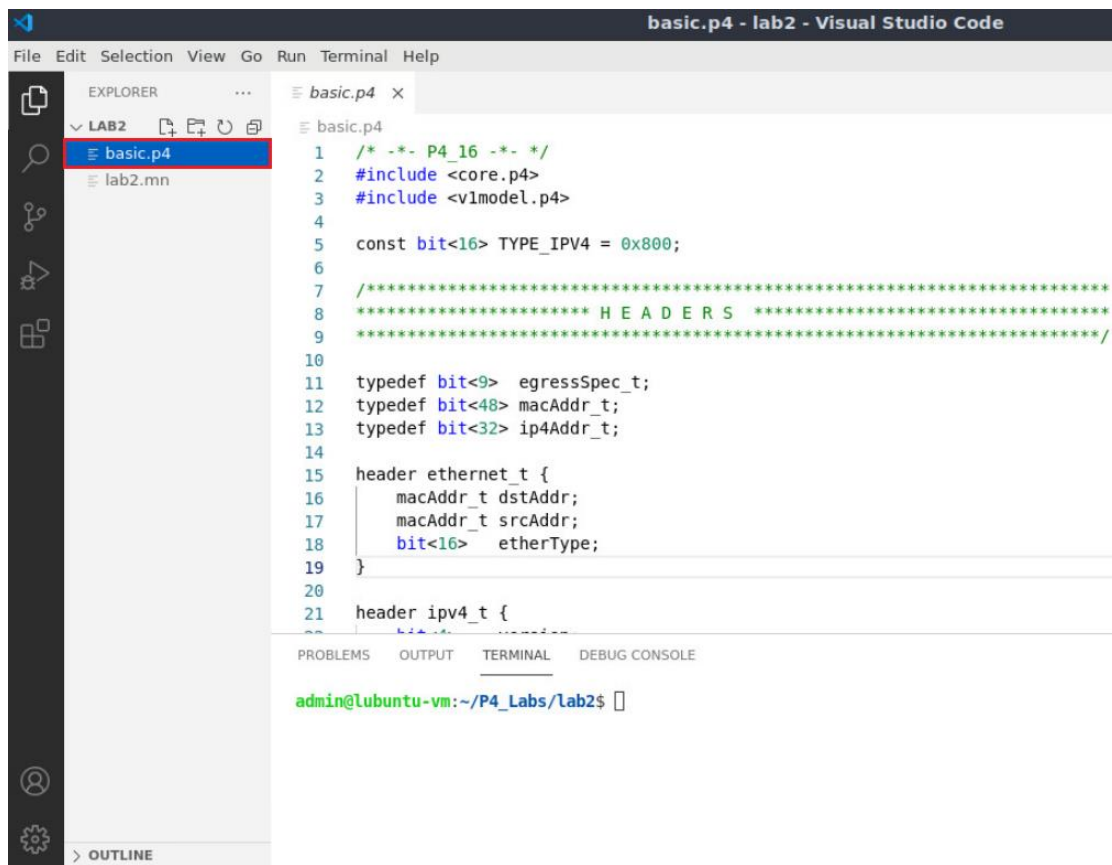 basic.p4 - lab2 - Visual Studio Code
File Edit Selection View Go Run Terminal Help
EXPLORER ...
LAB2
basic.p4
lab2.mn
OUTLINE
basic.p4 ×
basic.p4
1 /* -*- P4_16 -*- */
2 #include <core.p4>
3 #include <v1model.p4>
4
5 const bit<16> TYPE_IPV4 = 0x800;
6
7 /*************************************************************************
8 *********************** H E A D E R S  ***********************************
9 *************************************************************************/
10
11 typedef bit<9>  egressSpec_t;
12 typedef bit<48> macAddr_t;
13 typedef bit<32> ip4Addr_t;
14
15 header ethernet_t {
16     macAddr_t dstAddr;
17     macAddr_t srcAddr;
18     bit<16>   etherType;
19 }
20
21 header ipv4_t {
PROBLEMS OUTPUT TERMINAL DEBUG CONSOLE
admin@lubuntu-vm:~/P4_Labs/lab2$